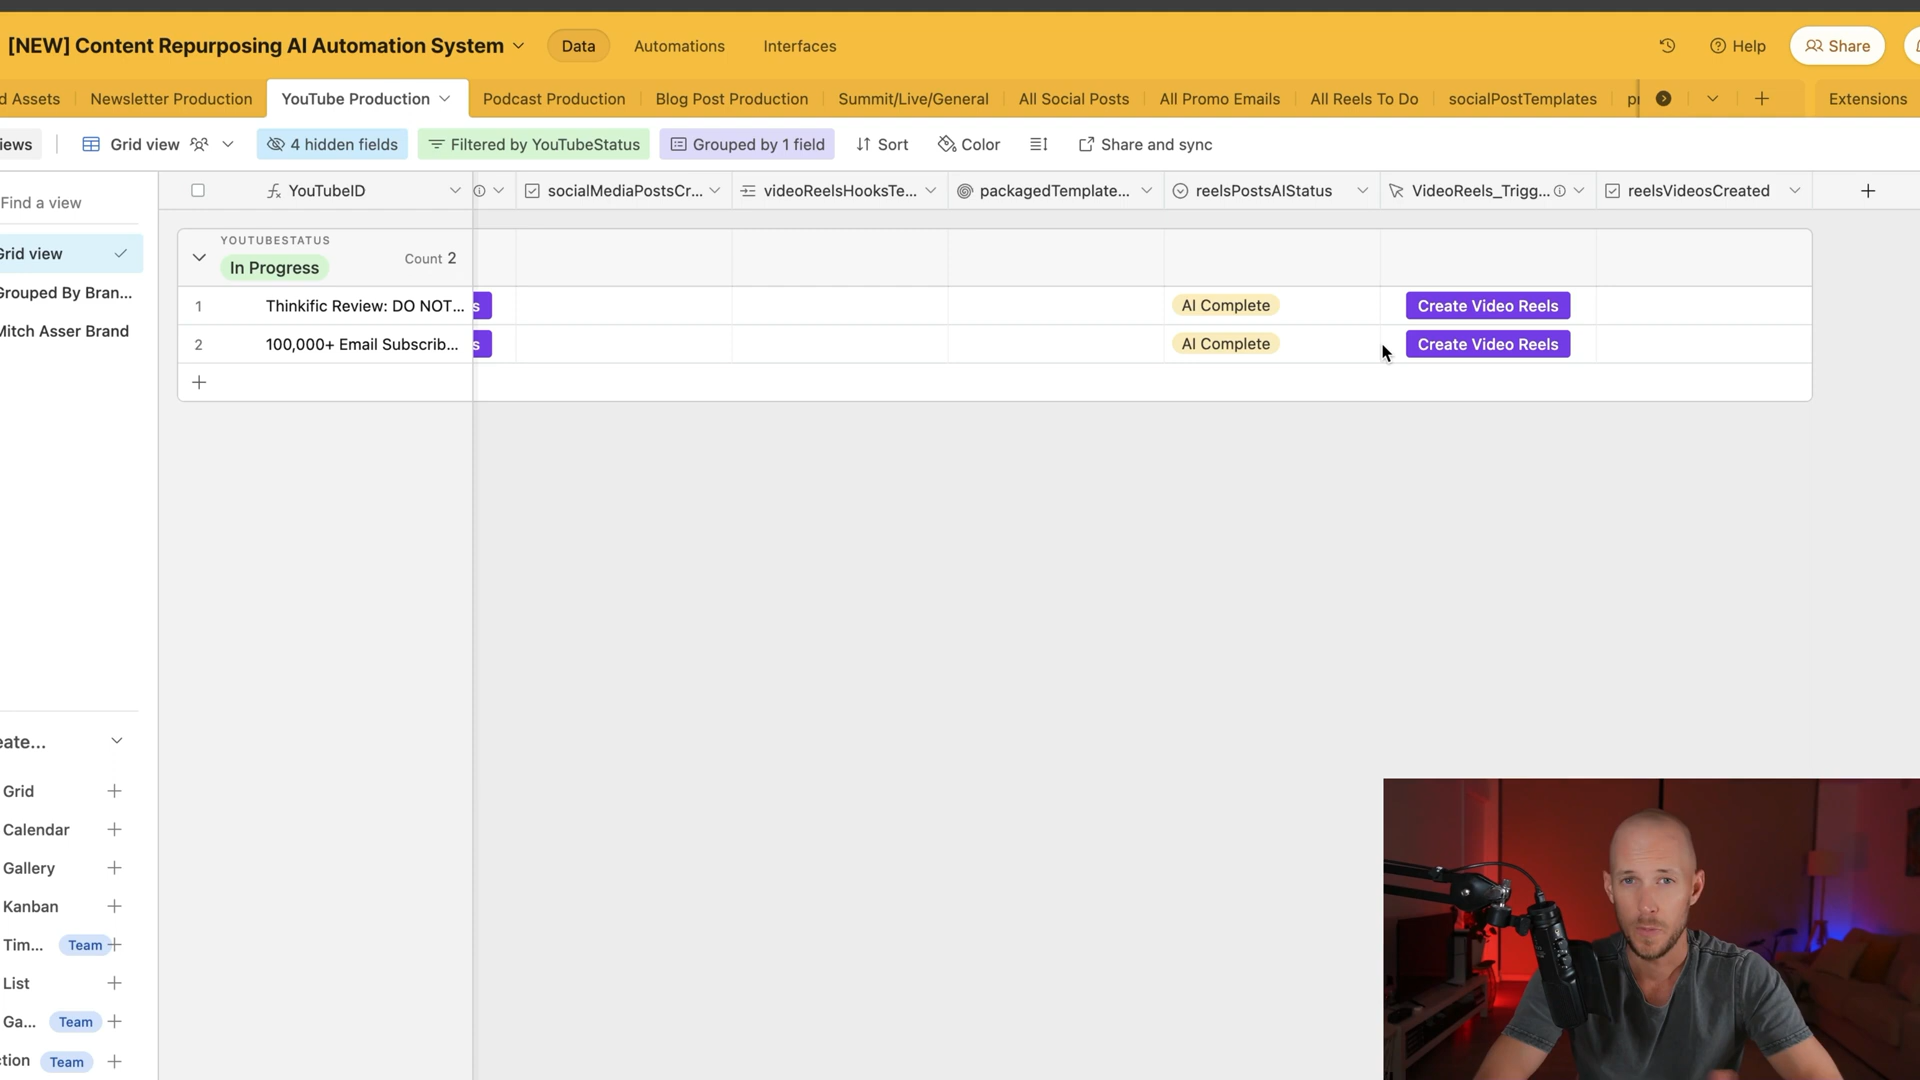 [NEW] Content Repurposing AI Automation System Data Automations Interfaces Help Share
d Assets Newsletter Production YouTube Production Podcast Production Blog Post Production Summit/Live/General All Social Posts All Promo Emails All Reels To Do socialPostTemplates pr Extensions
iews Grid view 4 hidden fields Filtered by YouTubeStatus Grouped by 1 field Sort Color Share and sync
Find a view
Grid view
Grouped By Bran...
Mitch Asser Brand
YouTubeID socialMediaPostsCr... videoReelsHooksTe... packagedTemplate... reelsPostsAIStatus VideoReels_Trigg... reelsVideosCreated
YOUTUBESTATUS
In Progress Count 2
1 Thinkific Review: DO NOT... s AI Complete Create Video Reels
2 100,000+ Email Subscrib... s AI Complete Create Video Reels
eate...
Grid
Calendar
Gallery
Kanban
Tim... Team
List
Ga... Team
ction Team